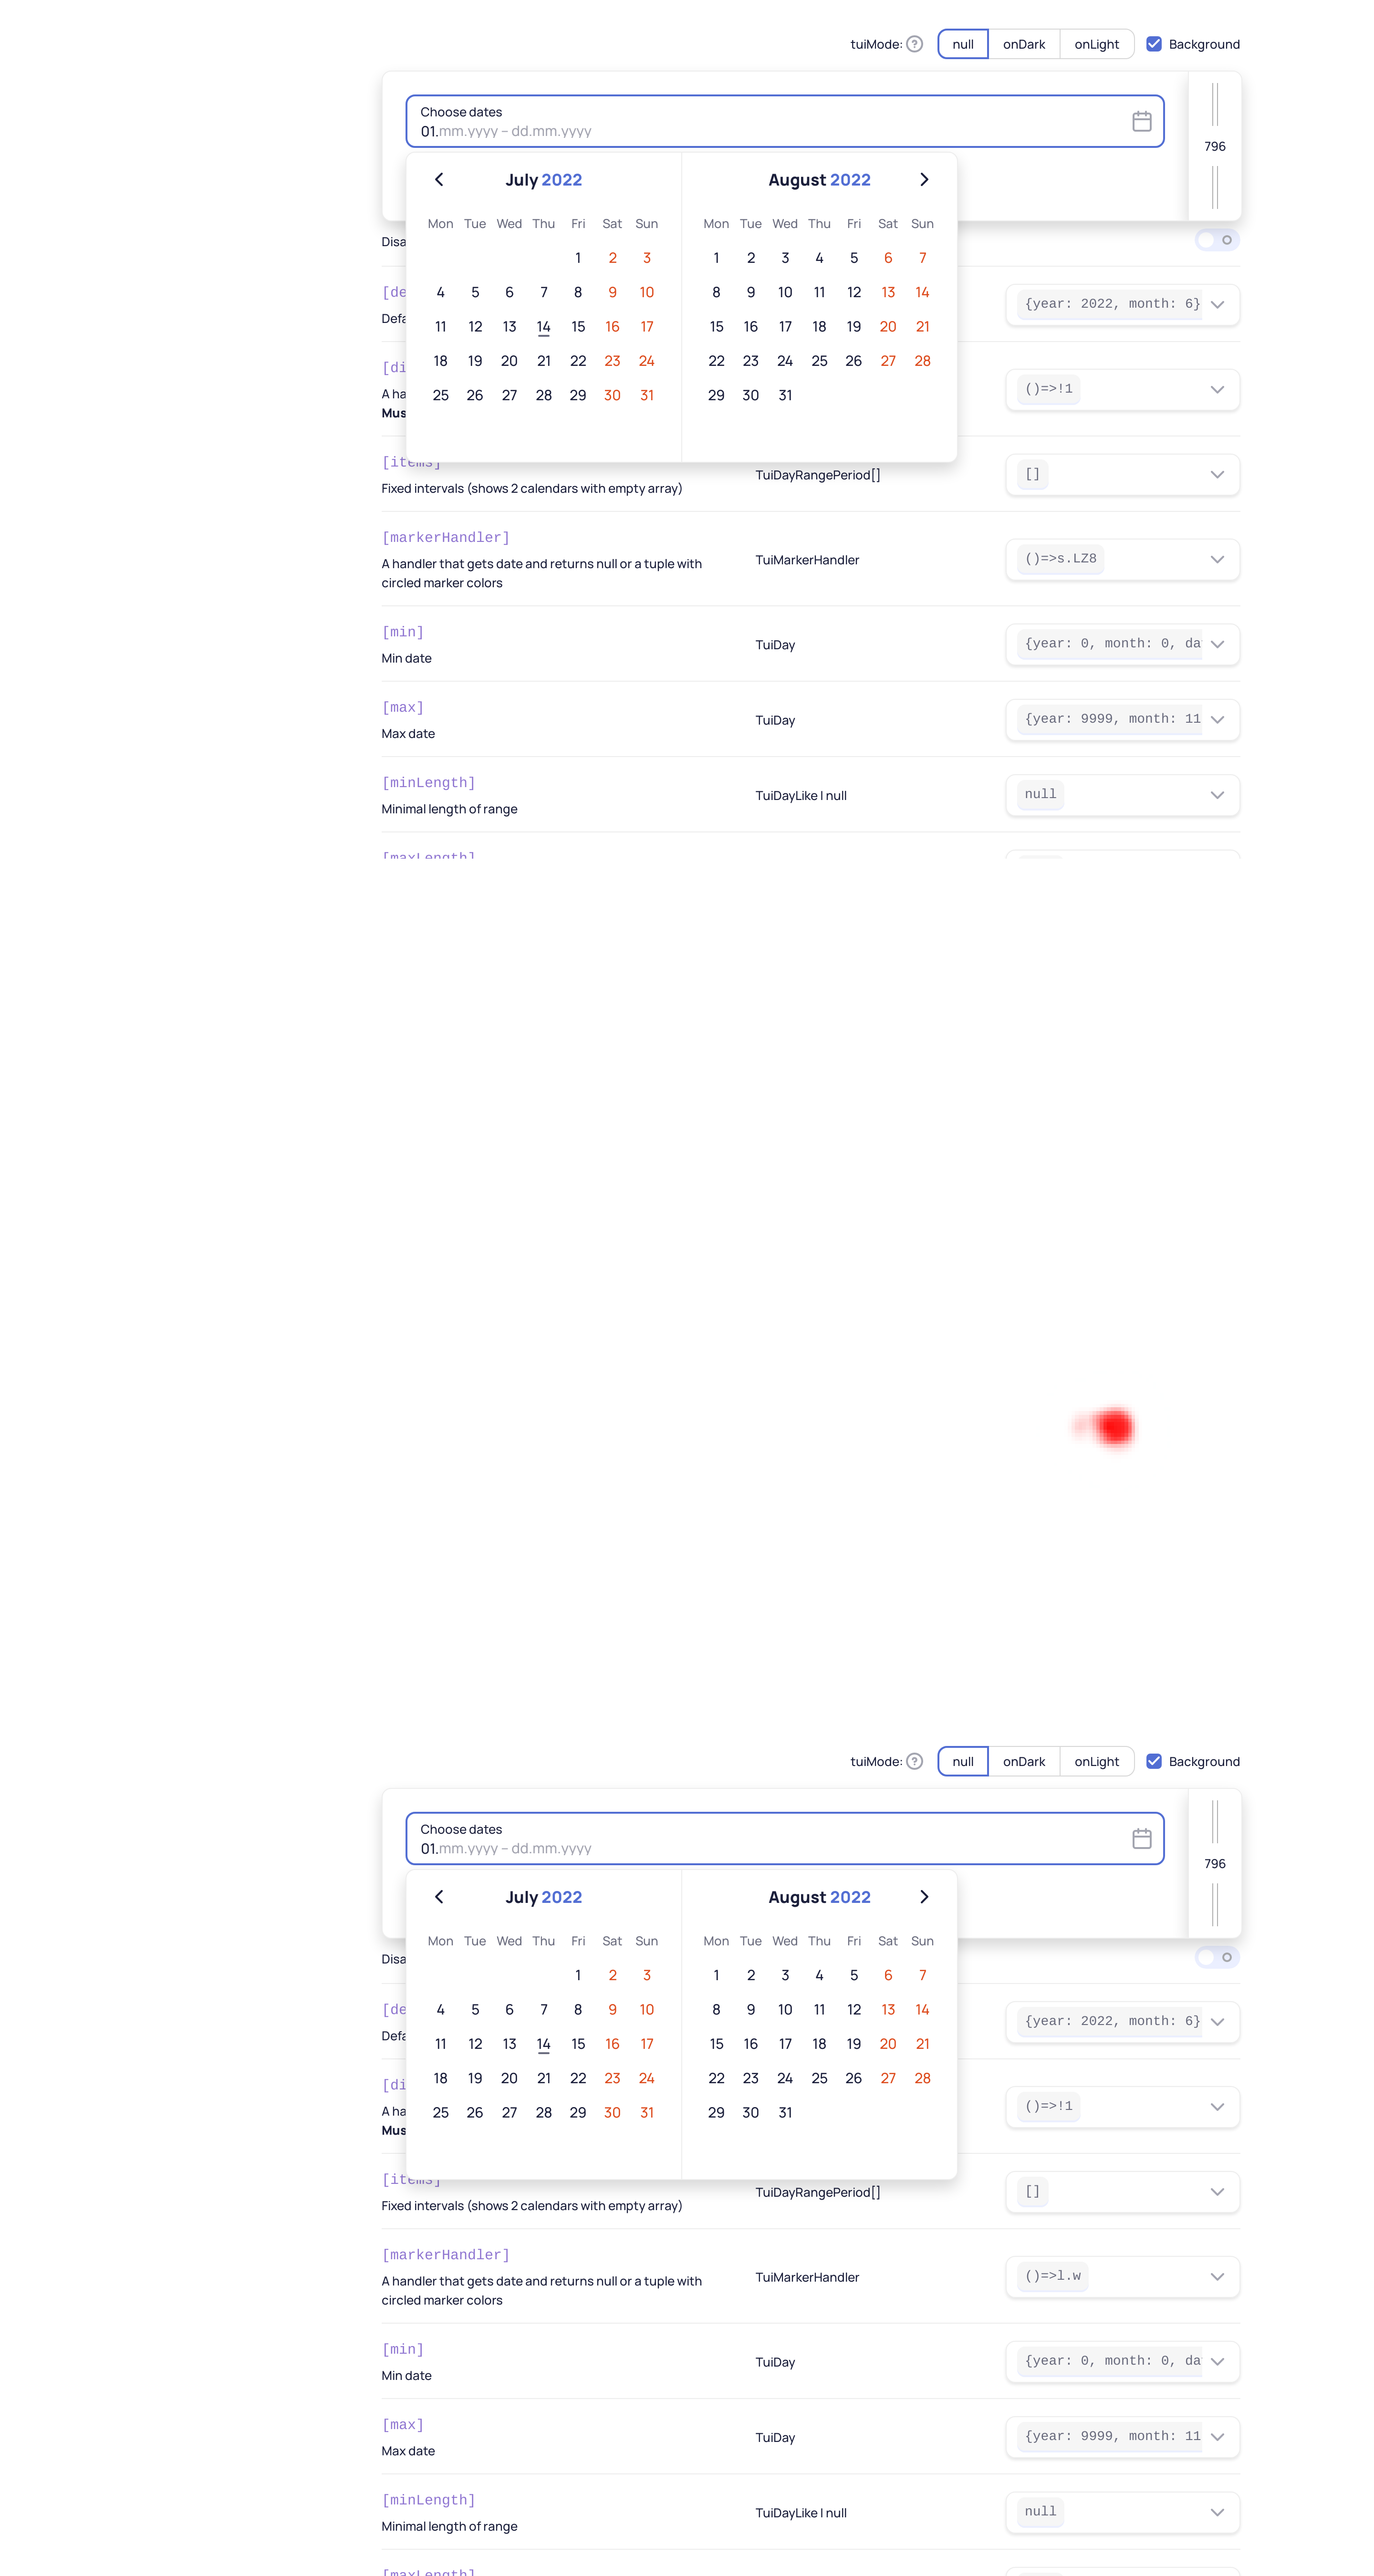 tuiMode: ? null onDark onLight Background
Choose dates
01.mm.yyyy – dd.mm.yyyy
796
July 2022 August 2022
Mon Tue Wed Thu Fri Sat Sun Mon Tue Wed Thu Fri Sat Sun
1 2 3 1 2 3 4 5 6 7
4 5 6 7 8 9 10 8 9 10 11 12 13 14
11 12 13 14 15 16 17 15 16 17 18 19 20 21
18 19 20 21 22 23 24 22 23 24 25 26 27 28
25 26 27 28 29 30 31 29 30 31
Disa
[de
Defa
{year: 2022, month: 6}
[di
A ha
Mus
()=>!1
[items]
Fixed intervals (shows 2 calendars with empty array)
TuiDayRangePeriod[]
[]
[markerHandler]
A handler that gets date and returns null or a tuple with
circled marker colors
TuiMarkerHandler
()=>s.LZ8
[min]
Min date
TuiDay
{year: 0, month: 0, da
[max]
Max date
TuiDay
{year: 9999, month: 11
[minLength]
Minimal length of range
TuiDayLike | null
null
[maxLength]
tuiMode: ? null onDark onLight Background
Choose dates
01.mm.yyyy – dd.mm.yyyy
796
July 2022 August 2022
Mon Tue Wed Thu Fri Sat Sun Mon Tue Wed Thu Fri Sat Sun
1 2 3 1 2 3 4 5 6 7
4 5 6 7 8 9 10 8 9 10 11 12 13 14
11 12 13 14 15 16 17 15 16 17 18 19 20 21
18 19 20 21 22 23 24 22 23 24 25 26 27 28
25 26 27 28 29 30 31 29 30 31
Disa
[de
Defa
{year: 2022, month: 6}
[di
A ha
Mus
()=>!1
[items]
Fixed intervals (shows 2 calendars with empty array)
TuiDayRangePeriod[]
[]
[markerHandler]
A handler that gets date and returns null or a tuple with
circled marker colors
TuiMarkerHandler
()=>l.w
[min]
Min date
TuiDay
{year: 0, month: 0, da
[max]
Max date
TuiDay
{year: 9999, month: 11
[minLength]
Minimal length of range
TuiDayLike | null
null
[maxLength]